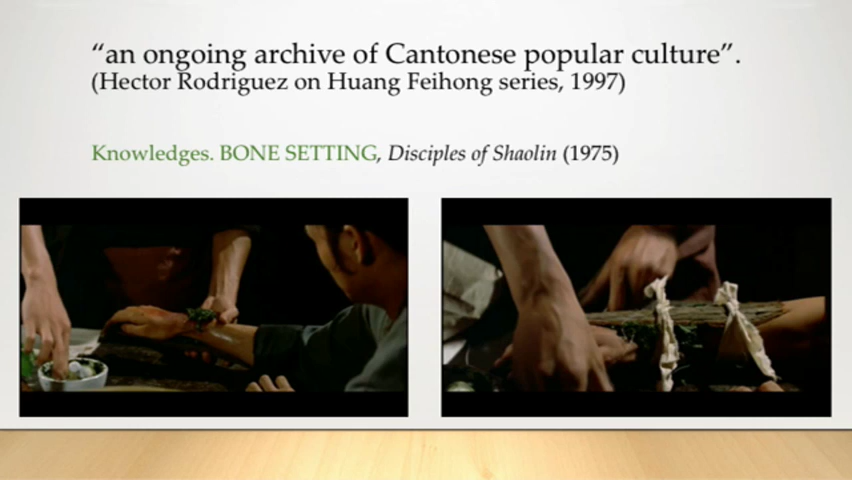 “an ongoing archive of Cantonese popular culture”.
(Hector Rodriguez on Huang Feihong series, 1997)
Knowledges. BONE SETTING, Disciples of Shaolin (1975)